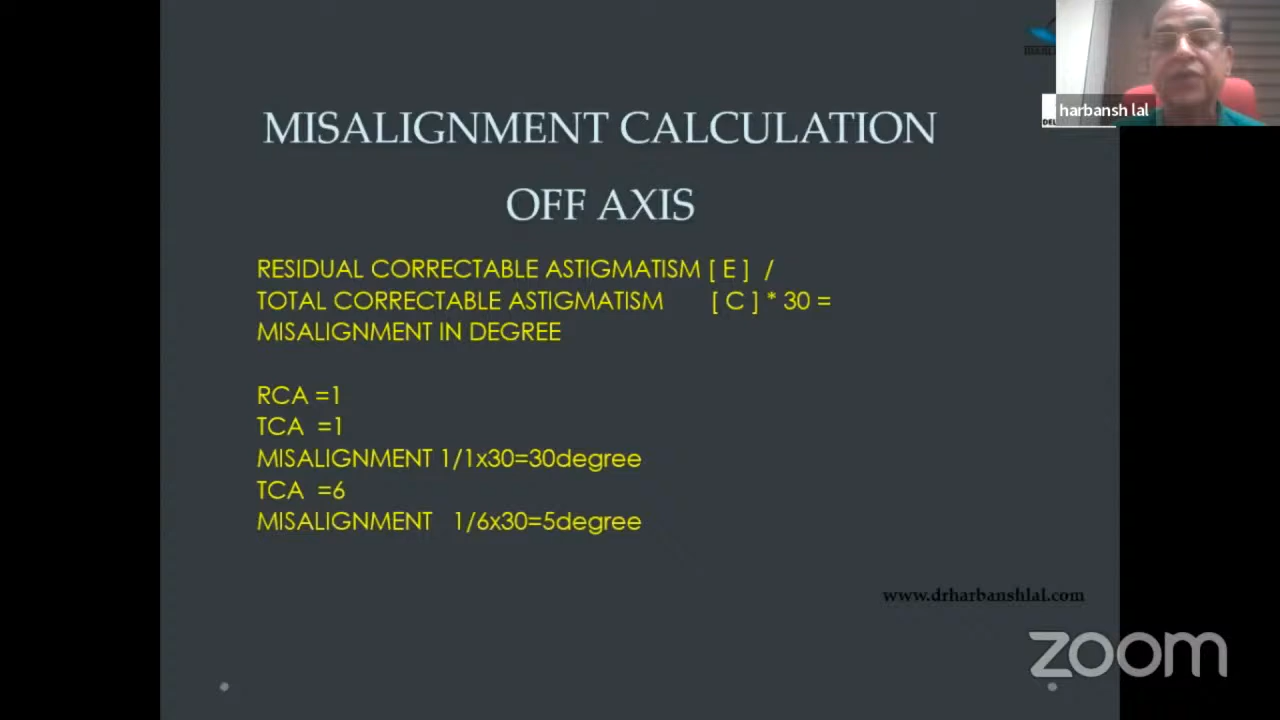 harbansh lal
MISALIGNMENT CALCULATION
OFF AXIS
RESIDUAL CORRECTABLE ASTIGMATISM [ E ] /
TOTAL CORRECTABLE ASTIGMATISM [ C ] * 30 =
MISALIGNMENT IN DEGREE
RCA =1
TCA =1
MISALIGNMENT 1/1x30=30degree
TCA =6
MISALIGNMENT 1/6x30=5degree
www.drharbanshlal.com
zoom